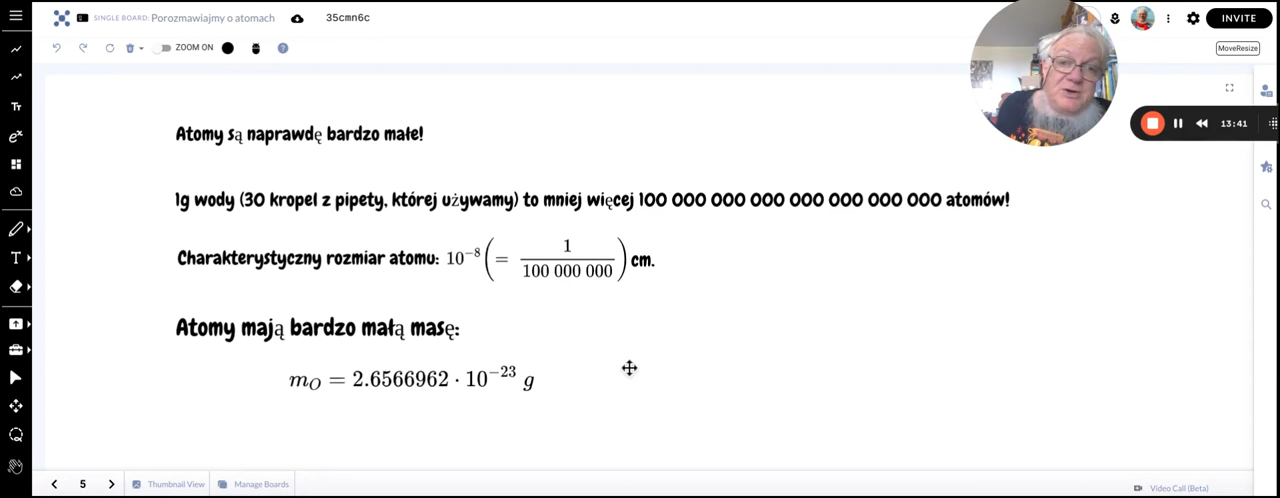 SINGLE BOARD: Porozmawiajmy o atomach 35cmn6c INVITE
ZOOM ON MoveResize
13:41
Atomy są naprawdę bardzo małe!
1g wody (30 kropel z pipety, której używamy) to mniej więcej 100 000 000 000 000 000 000 000 atomów!
Charakterystyczny rozmiar atomu: 10⁻⁸ (= 1/100 000 000) cm.
Atomy mają bardzo małą masę:
m_O = 2.6566962 · 10⁻²³ g
5 Thumbnail View Manage Boards Video Call (Beta)